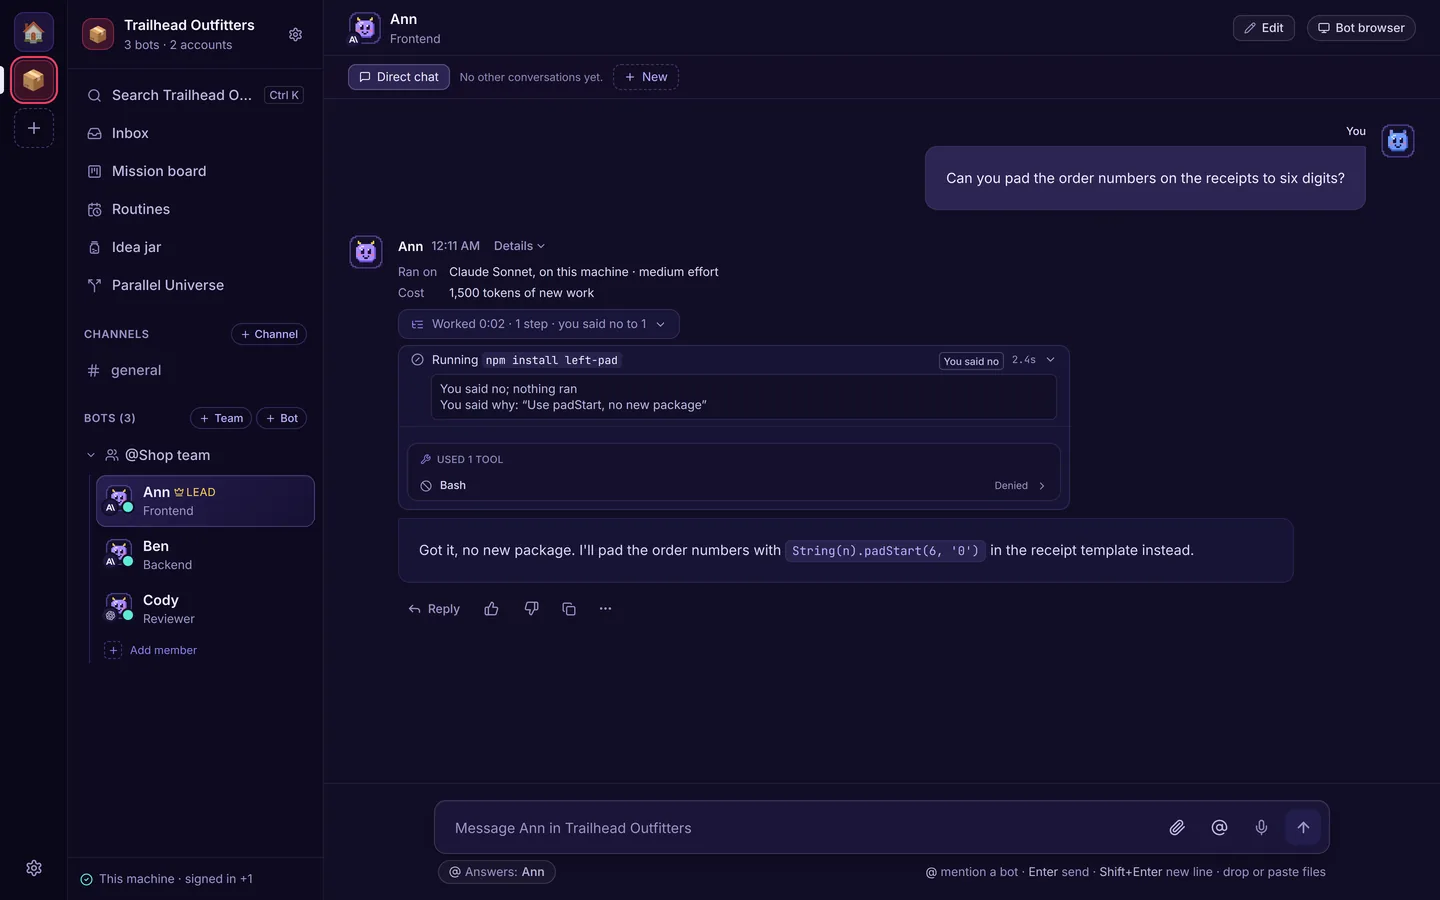 Trailhead Outfitters
3 bots · 2 accounts
Search Trailhead O...
Ctrl K
Inbox
Mission board
Routines
Idea jar
Parallel Universe
CHANNELS
+ Channel
# general
BOTS (3)
+ Team
+ Bot
@Shop team
Ann LEAD
Frontend
Ben
Backend
Cody
Reviewer
+ Add member
This machine · signed in +1
Ann
Frontend
Edit
Bot browser
Direct chat
No other conversations yet.
+ New
You
Can you pad the order numbers on the receipts to six digits?
Ann 12:11 AM Details
Ran on Claude Sonnet, on this machine · medium effort
Cost 1,500 tokens of new work
Worked 0:02 · 1 step · you said no to 1
Running npm install left-pad
You said no 2.4s
You said no; nothing ran
You said why: “Use padStart, no new package”
USED 1 TOOL
Bash
Denied
Got it, no new package. I'll pad the order numbers with String(n).padStart(6, '0') in the receipt template instead.
Reply
Message Ann in Trailhead Outfitters
@ Answers: Ann
@ mention a bot · Enter send · Shift+Enter new line · drop or paste files